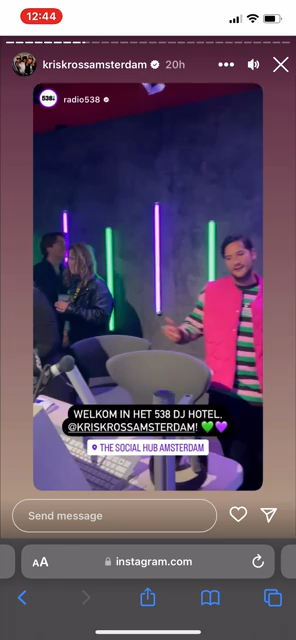 12:44
kriskrossamsterdam 20h
538
radio538
WELKOM IN HET 538 DJ HOTEL,
@KRISKROSSAMSTERDAM! 💚💜
THE SOCIAL HUB AMSTERDAM
Send message
AA instagram.com